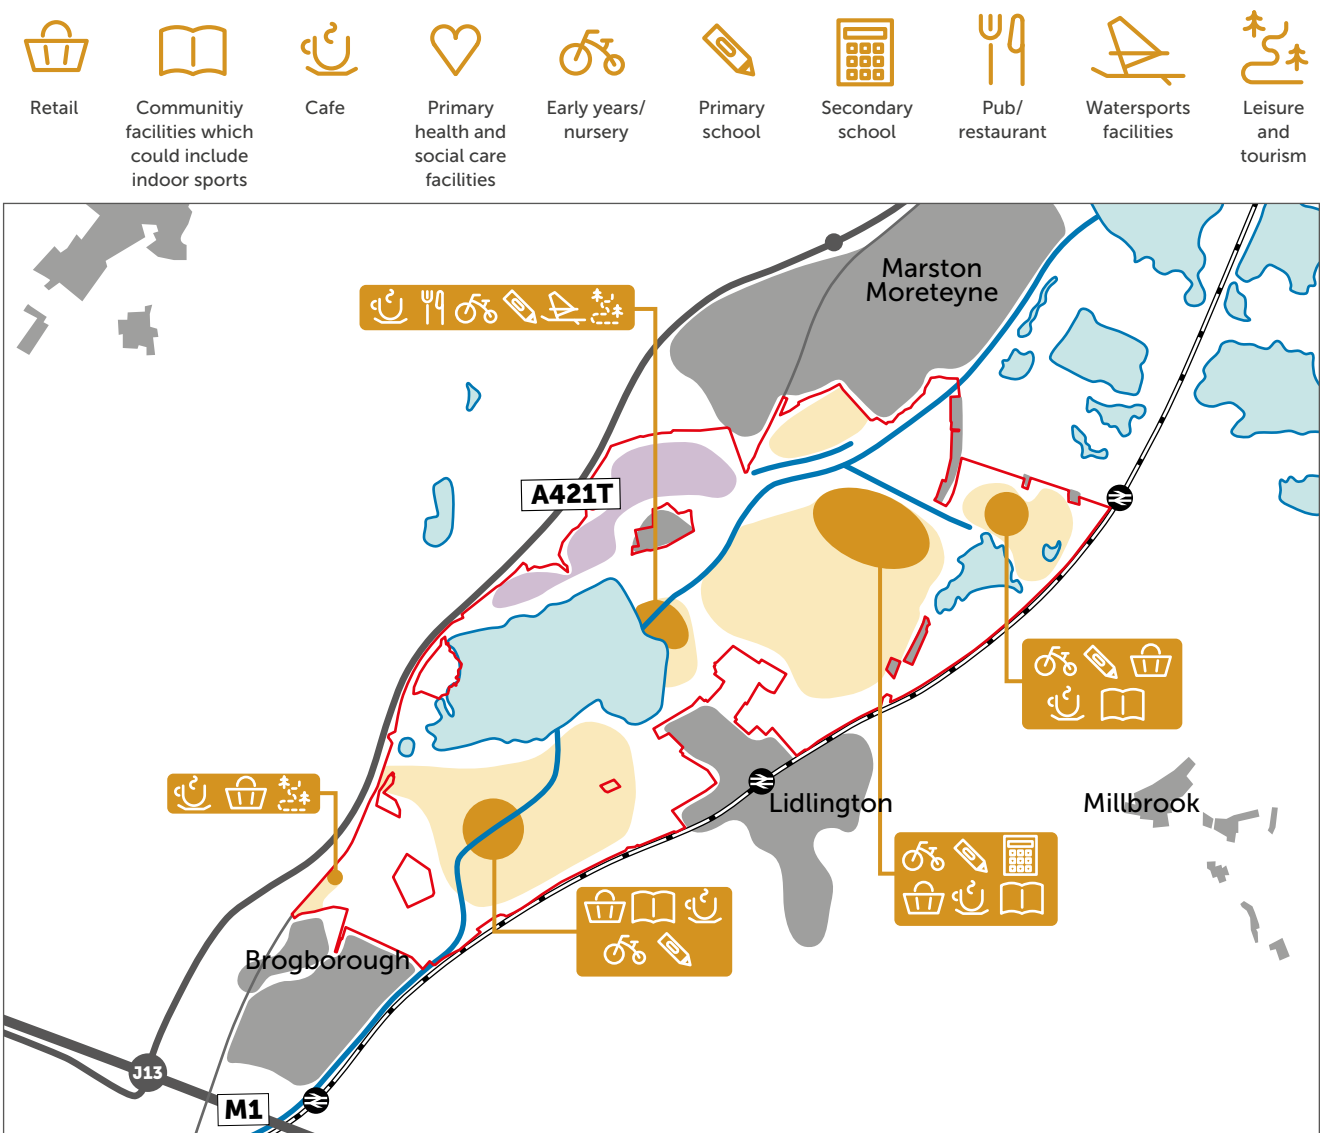 Retail
Communitiy
facilities which
could include
indoor sports
Cafe
Primary
health and
social care
facilities
Early years/
nursery
Primary
school
Secondary
school
Pub/
restaurant
Watersports
facilities
Leisure
and
tourism
Marston
Moreteyne
A421T
Lidlington
Millbrook
Brogborough
J13
M1